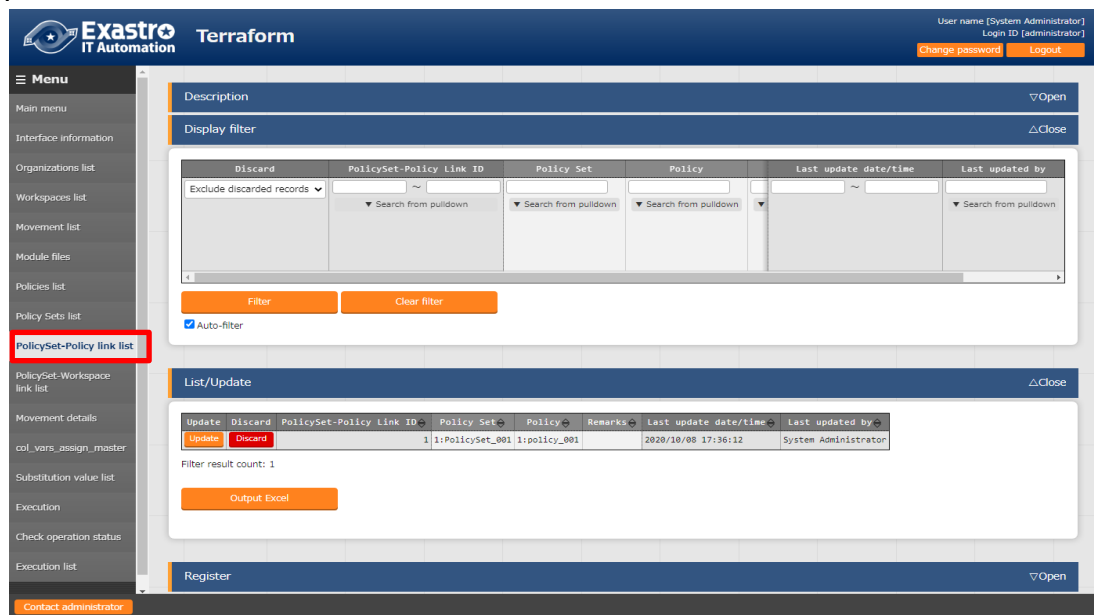 Exastro
IT Automation
Terraform
User name [System Administrator]
Login ID [administrator]
Change password
Logout
☰ Menu
Main menu
Interface information
Organizations list
Workspaces list
Movement list
Module files
Policies list
Policy Sets list
PolicySet-Policy link list
PolicySet-Workspace
link list
Movement details
col_vars_assign_master
Substitution value list
Execution
Check operation status
Execution list
Contact administrator
Description ▽Open
Display filter △Close
Discard PolicySet-Policy Link ID Policy Set Policy Last update date/time Last updated by
Exclude discarded records ~ ~
▼ Search from pulldown ▼ Search from pulldown ▼ Search from pulldown ▼ ▼ Search from pulldown
Filter Clear filter
Auto-filter
List/Update △Close
Update Discard PolicySet-Policy Link ID Policy Set Policy Remarks Last update date/time Last updated by
Update Discard 1 1:PolicySet_001 1:policy_001 2020/10/08 17:36:12 System Administrator
Filter result count: 1
Output Excel
Register ▽Open